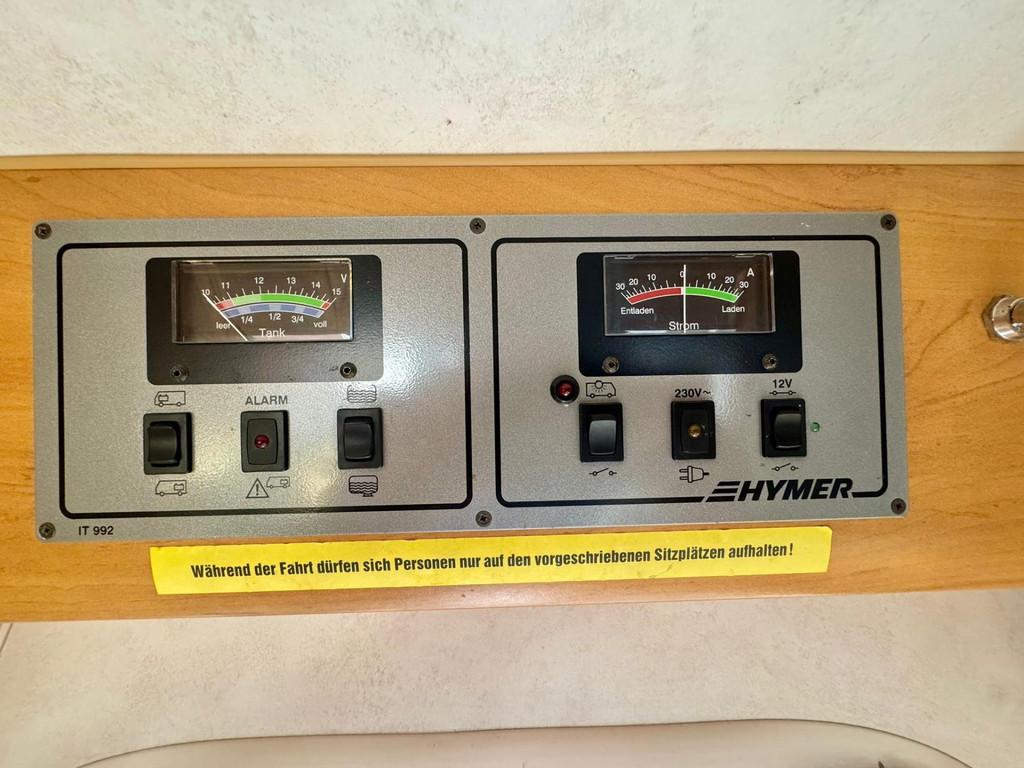 10 11 12 13 14 15 V
leer 1/4 1/2 3/4 voll
Tank
ALARM
IT 992
30 20 10 0 10 20 30 A
Entladen Laden
Strom
230V~
12V
HYMER
Während der Fahrt dürfen sich Personen nur auf den vorgeschriebenen Sitzplätzen aufhalten!